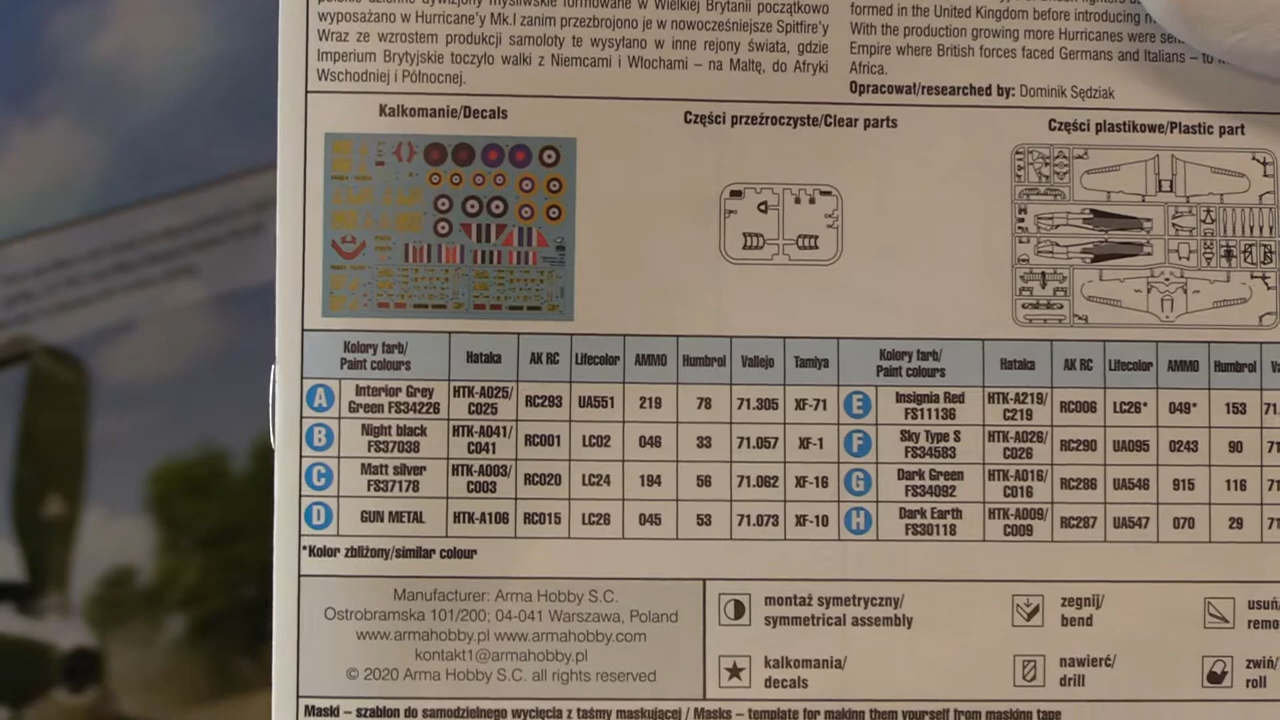 polskie dzienne dywizjony myśliwskie formowane w Wielkiej Brytanii początkowo
wyposażano w Hurricane'y Mk.I zanim przezbrojono je w nowocześniejsze Spitfire'y
Wraz ze wzrostem produkcji samoloty te wysyłano w inne rejony świata, gdzie
Imperium Brytyjskie toczyło walki z Niemcami i Włochami – na Maltę, do Afryki
Wschodniej i Północnej.
formed in the United Kingdom before introducing
With the production growing more Hurricanes were
Empire where British forces faced Germans and Italians – to
Africa.
Opracował/researched by: Dominik Sędziak
Kalkomanie/Decals
Części przeźroczyste/Clear parts
Części plastikowe/Plastic part
Kolory farb/ Paint colours Hataka AK RC Lifecolor AMMO Humbrol Vallejo Tamiya Kolory farb/ Paint colours Hataka AK RC Lifecolor AMMO Humbrol
A Interior Grey Green FS34226 HTK-A025/ C025 RC293 UA551 219 78 71.305 XF-71 E Insignia Red FS11136 HTK-A219/ C219 RC006 LC26* 049* 153 71
B Night black FS37038 HTK-A041/ C041 RC001 LC02 046 33 71.057 XF-1 F Sky Type S FS34583 HTK-A026/ C026 RC290 UA095 0243 90 71
C Matt silver FS37178 HTK-A003/ C003 RC020 LC24 194 56 71.062 XF-16 G Dark Green FS34092 HTK-A016/ C016 RC286 UA546 915 116 71
D GUN METAL HTK-A106 RC015 LC26 045 53 71.073 XF-10 H Dark Earth FS30118 HTK-A009/ C009 RC287 UA547 070 29 71
*Kolor zbliżony/similar colour
Manufacturer: Arma Hobby S.C.
Ostrobramska 101/200; 04-041 Warszawa, Poland
www.armahobby.pl www.armahobby.com
kontakt1@armahobby.pl
© 2020 Arma Hobby S.C. all rights reserved
montaż symetryczny/
symmetrical assembly
zegnij/
bend
usuń
remo
kalkomania/
decals
nawierć/
drill
zwiń/
roll
Maski – szablon do samodzielnego wycięcia z taśmy maskującej / Masks – template for making them yourself from masking tape